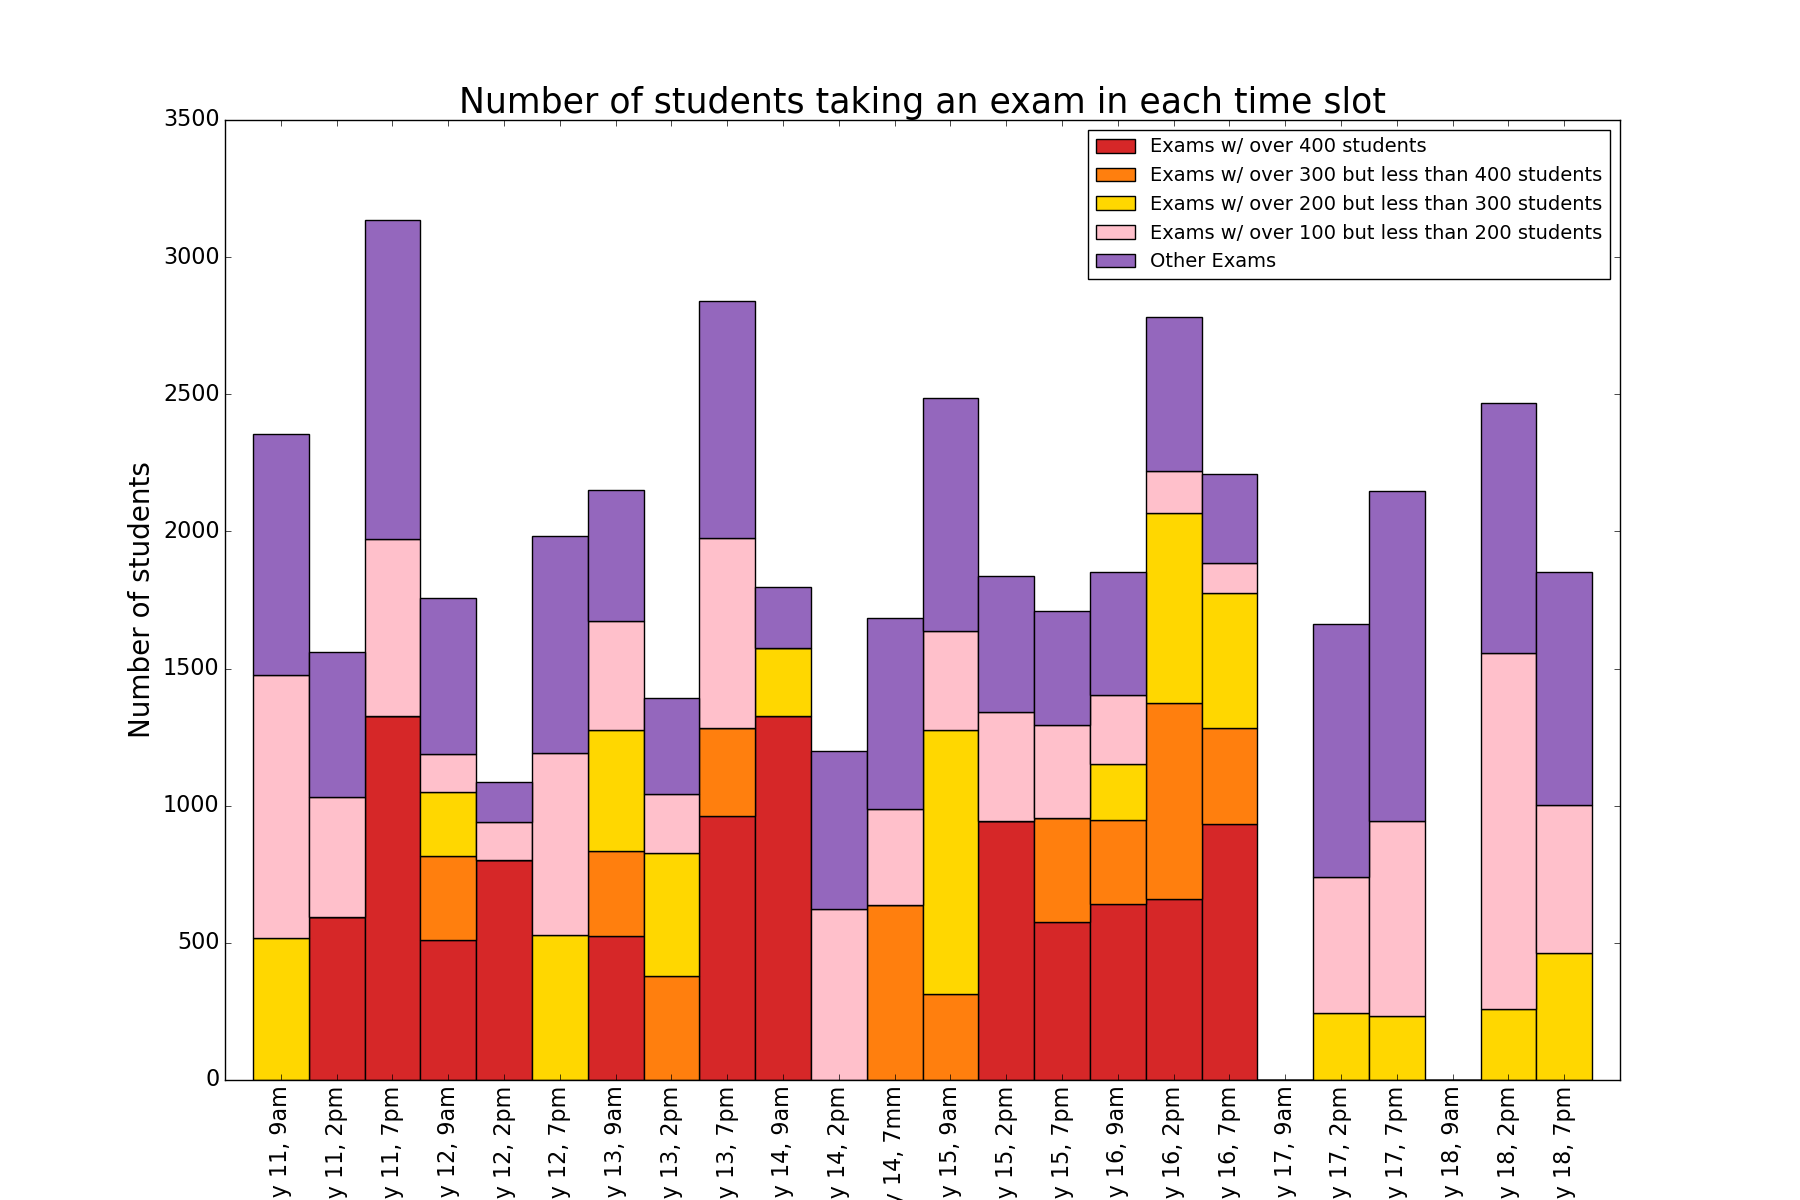 Number of students taking an exam in each time slot
Exams w/ over 400 students
Exams w/ over 300 but less than 400 students
Exams w/ over 200 but less than 300 students
Exams w/ over 100 but less than 200 students
Other Exams
Number of students
3500
3000
2500
2000
1500
1000
500
0
y 11, 9am
y 11, 2pm
y 11, 7pm
y 12, 9am
y 12, 2pm
y 12, 7pm
y 13, 9am
y 13, 2pm
y 13, 7pm
y 14, 9am
y 14, 2pm
y 14, 7mm
y 15, 9am
y 15, 2pm
y 15, 7pm
y 16, 9am
y 16, 2pm
y 16, 7pm
y 17, 9am
y 17, 2pm
y 17, 7pm
y 18, 9am
y 18, 2pm
y 18, 7pm